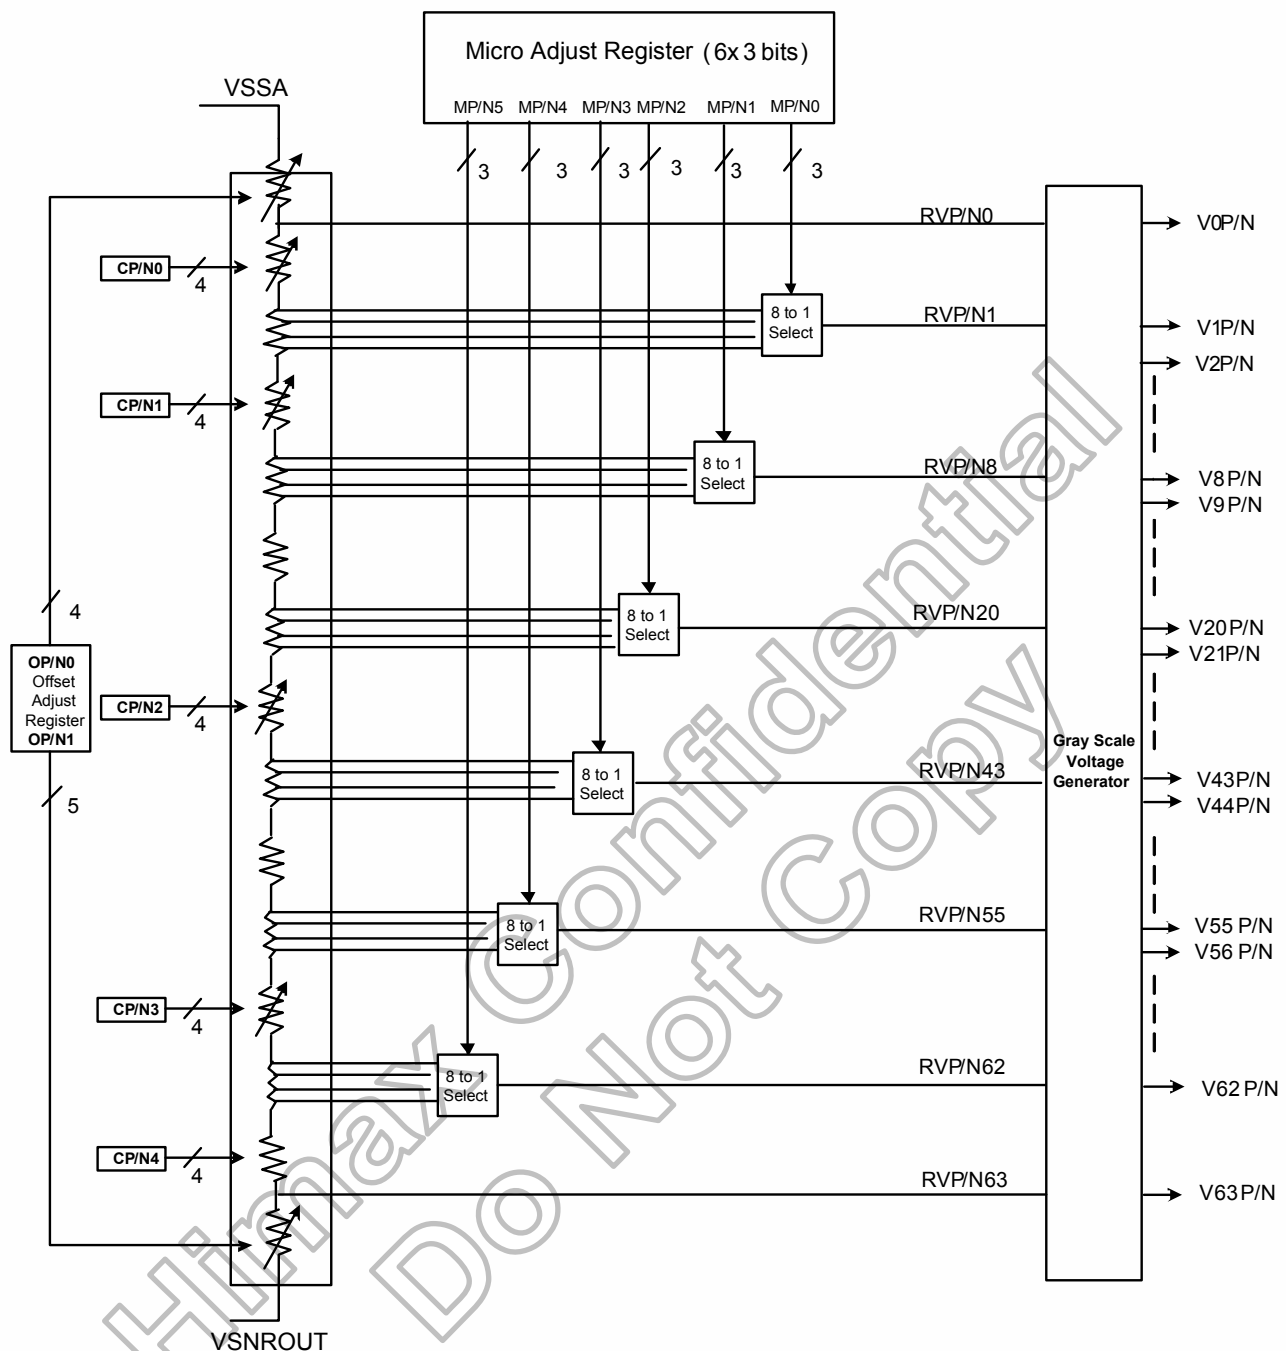 Micro Adjust Register (6x 3 bits)
MP/N5 MP/N4 MP/N3 MP/N2 MP/N1 MP/N0
VSSA
3 3 3 3 3 3
RVP/N0
V0P/N
CP/N0
4
8 to 1
Select
RVP/N1
V1P/N
V2P/N
CP/N1
4
8 to 1
Select
RVP/N8
V8P/N
V9P/N
4
8 to 1
Select
RVP/N20
V20P/N
V21P/N
OP/N0
Offset
Adjust
Register
OP/N1
CP/N2
4
Gray Scale
Voltage
Generator
8 to 1
Select
RVP/N43
V43P/N
V44P/N
5
8 to 1
Select
RVP/N55
V55P/N
V56P/N
CP/N3
4
8 to 1
Select
RVP/N62
V62P/N
CP/N4
4
RVP/N63
V63P/N
VSNROUT
Himax Confidential
Do Not Copy